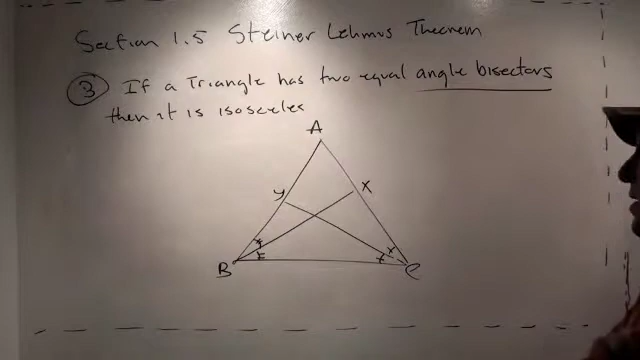 Section 1.5 Steiner Lehmus Theorem
3 If a Triangle has two equal angle bisectors
then it is isosceles
A
y x
B C